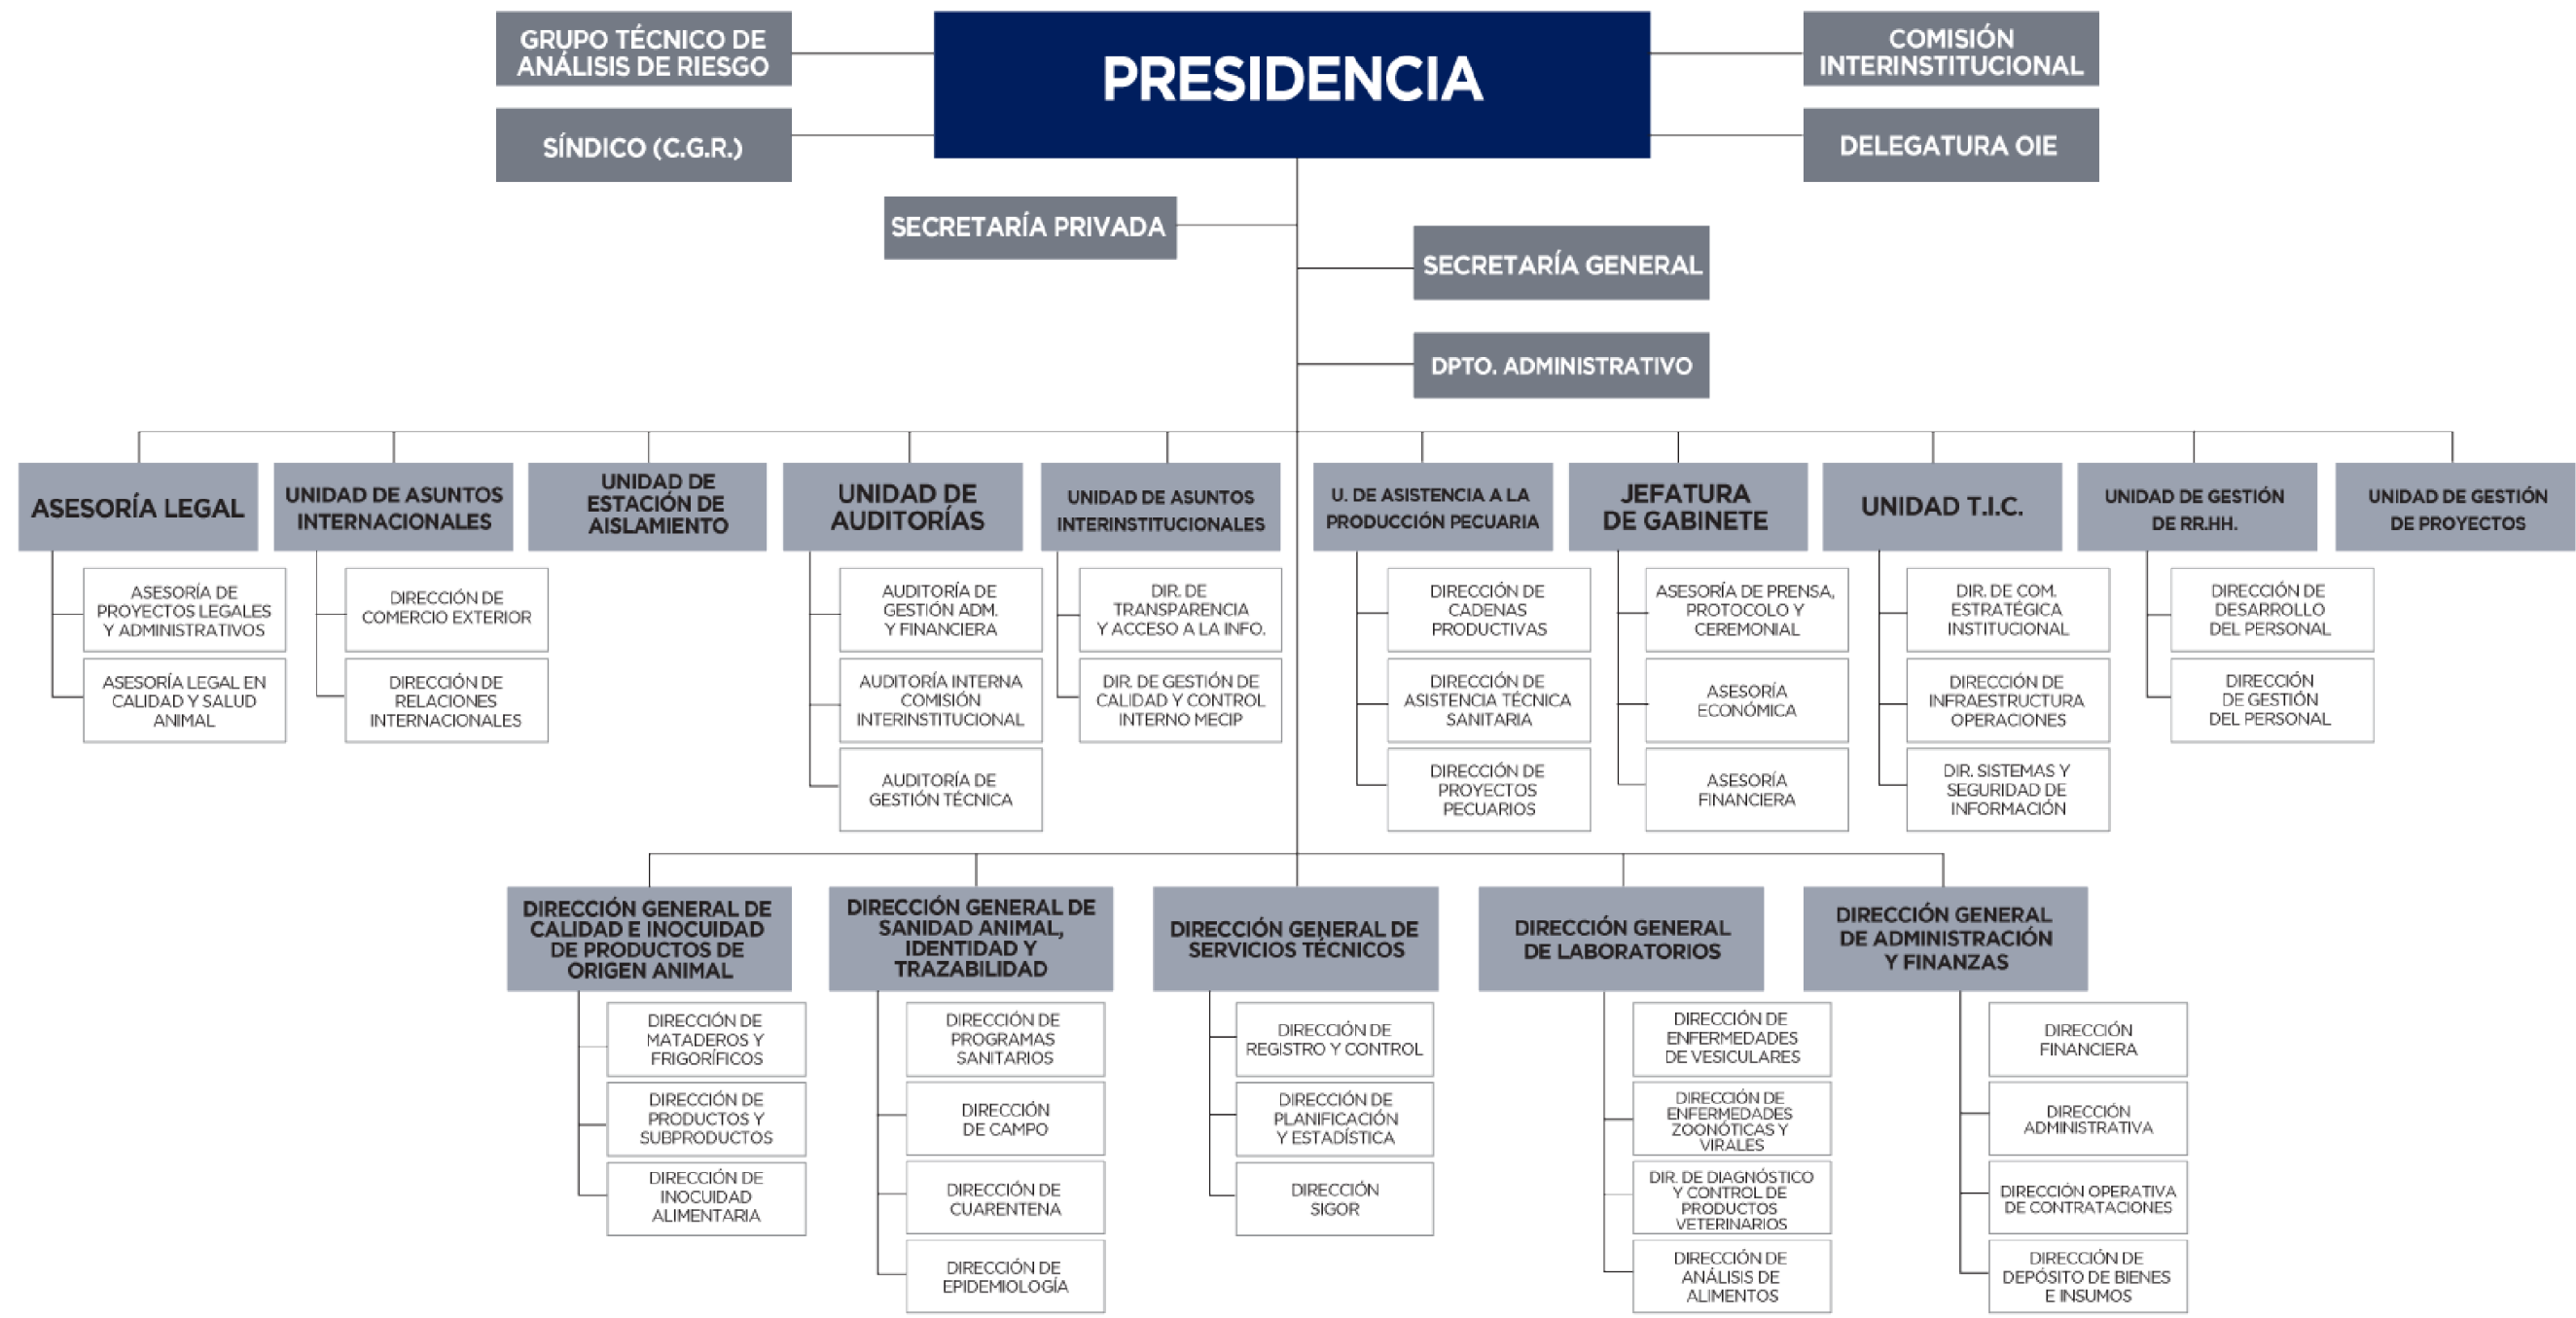 GRUPO TÉCNICO DE
ANÁLISIS DE RIESGO
SÍNDICO (C.G.R.)
PRESIDENCIA
COMISIÓN
INTERINSTITUCIONAL
DELEGATURA OIE
SECRETARÍA PRIVADA
SECRETARÍA GENERAL
DPTO. ADMINISTRATIVO
ASESORÍA LEGAL
ASESORÍA DE
PROYECTOS LEGALES
Y ADMINISTRATIVOS
ASESORÍA LEGAL EN
CALIDAD Y SALUD
ANIMAL
UNIDAD DE ASUNTOS
INTERNACIONALES
DIRECCIÓN DE
COMERCIO EXTERIOR
DIRECCIÓN DE
RELACIONES
INTERNACIONALES
UNIDAD DE
ESTACIÓN DE
AISLAMIENTO
UNIDAD DE
AUDITORÍAS
AUDITORÍA DE
GESTIÓN ADM.
Y FINANCIERA
AUDITORÍA INTERNA
COMISIÓN
INTERINSTITUCIONAL
AUDITORÍA DE
GESTIÓN TÉCNICA
UNIDAD DE ASUNTOS
INTERINSTITUCIONALES
DIR. DE
TRANSPARENCIA
Y ACCESO A LA INFO.
DIR. DE GESTIÓN DE
CALIDAD Y CONTROL
INTERNO MECIP
U. DE ASISTENCIA A LA
PRODUCCIÓN PECUARIA
DIRECCIÓN DE
CADENAS
PRODUCTIVAS
DIRECCIÓN DE
ASISTENCIA TÉCNICA
SANITARIA
DIRECCIÓN DE
PROYECTOS
PECUARIOS
JEFATURA
DE GABINETE
ASESORÍA DE PRENSA,
PROTOCOLO Y
CEREMONIAL
ASESORÍA
ECONÓMICA
ASESORÍA
FINANCIERA
UNIDAD T.I.C.
DIR. DE COM.
ESTRATÉGICA
INSTITUCIONAL
DIRECCIÓN DE
INFRAESTRUCTURA
OPERACIONES
DIR. SISTEMAS Y
SEGURIDAD DE
INFORMACIÓN
UNIDAD DE GESTIÓN
DE RR.HH.
DIRECCIÓN DE
DESARROLLO
DEL PERSONAL
DIRECCIÓN
DE GESTIÓN
DEL PERSONAL
UNIDAD DE GESTIÓN
DE PROYECTOS
DIRECCIÓN GENERAL DE
CALIDAD E INOCUIDAD
DE PRODUCTOS DE
ORIGEN ANIMAL
DIRECCIÓN DE
MATADEROS Y
FRIGORÍFICOS
DIRECCIÓN DE
PRODUCTOS Y
SUBPRODUCTOS
DIRECCIÓN DE
INOCUIDAD
ALIMENTARIA
DIRECCIÓN GENERAL DE
SANIDAD ANIMAL,
IDENTIDAD Y
TRAZABILIDAD
DIRECCIÓN DE
PROGRAMAS
SANITARIOS
DIRECCIÓN
DE CAMPO
DIRECCIÓN DE
CUARENTENA
DIRECCIÓN DE
EPIDEMIOLOGÍA
DIRECCIÓN GENERAL DE
SERVICIOS TÉCNICOS
DIRECCIÓN DE
REGISTRO Y CONTROL
DIRECCIÓN DE
PLANIFICACIÓN
Y ESTADÍSTICA
DIRECCIÓN
SIGOR
DIRECCIÓN GENERAL
DE LABORATORIOS
DIRECCIÓN DE
ENFERMEDADES
DE VESICULARES
DIRECCIÓN DE
ENFERMEDADES
ZOONÓTICAS Y
VIRALES
DIR. DE DIAGNÓSTICO
Y CONTROL DE
PRODUCTOS
VETERINARIOS
DIRECCIÓN DE
ANÁLISIS DE
ALIMENTOS
DIRECCIÓN GENERAL
DE ADMINISTRACIÓN
Y FINANZAS
DIRECCIÓN
FINANCIERA
DIRECCIÓN
ADMINISTRATIVA
DIRECCIÓN OPERATIVA
DE CONTRATACIONES
DIRECCIÓN DE
DEPÓSITO DE BIENES
E INSUMOS